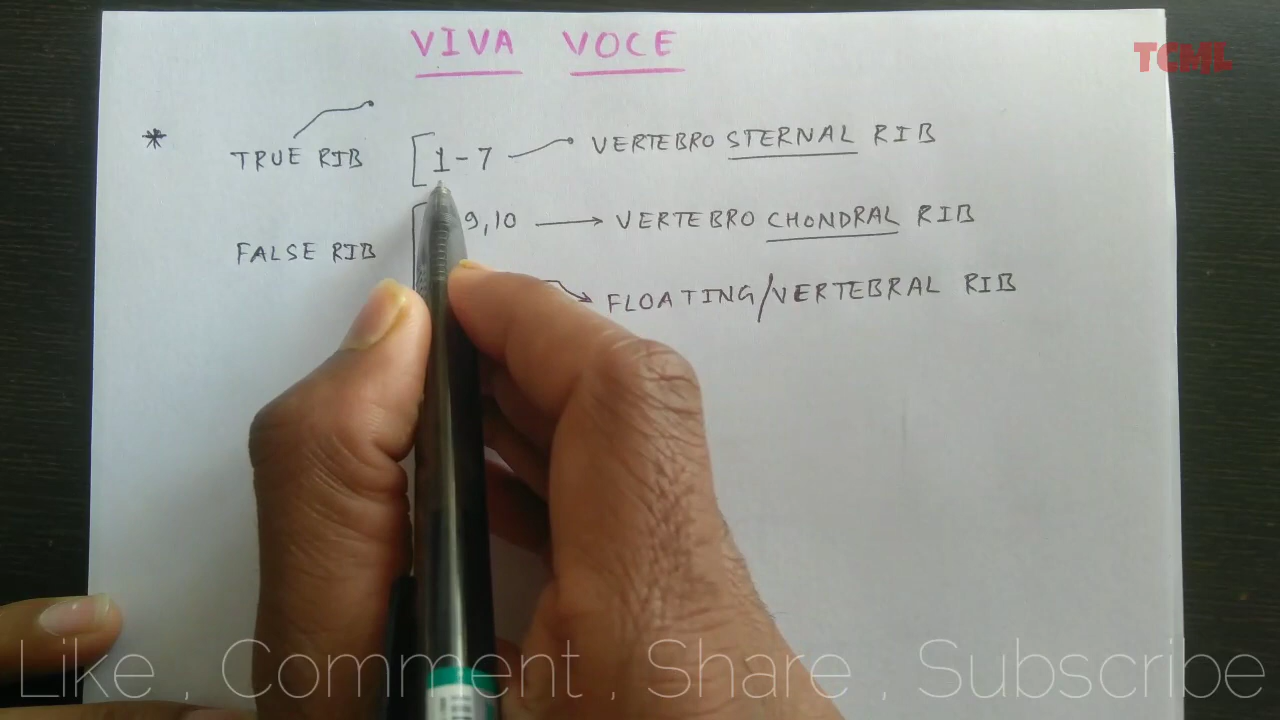 VIVA VOCE
TCML
* TRUE RIB [1-7 VERTEBRO STERNAL RIB
9,10 → VERTEBRO CHONDRAL RIB
FALSE RIB
FLOATING/VERTEBRAL RIB
Like , Comment , Share , Subscribe